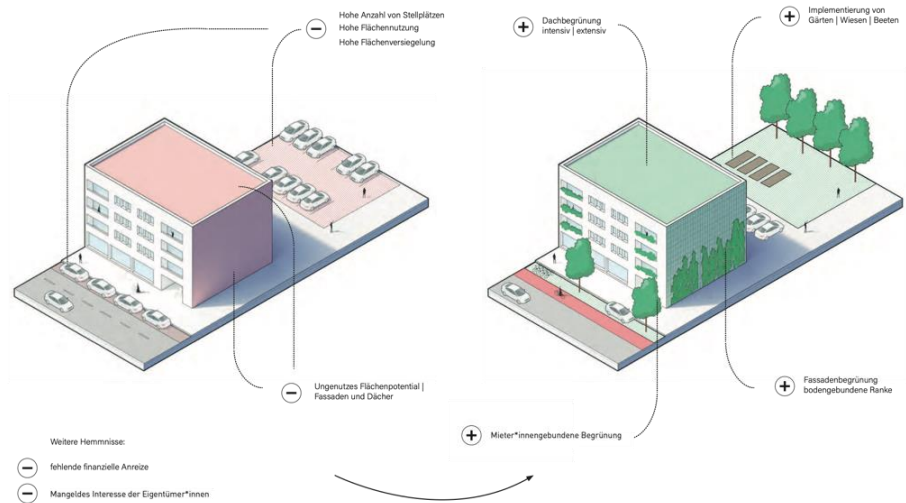 Hohe Anzahl von Stellplätzen
Hohe Flächennutzung
Hohe Flächenversiegelung
Dachbegrünung
intensiv | extensiv
Implementierung von
Gärten | Wiesen | Beeten
Ungenutzes Flächenpotential |
Fassaden und Dächer
Fassadenbegrünung
bodengebundene Ranke
Mieter*innengebundene Begrünung
Weitere Hemmnisse:
fehlende finanzielle Anreize
Mangeldes Interesse der Eigentümer*innen